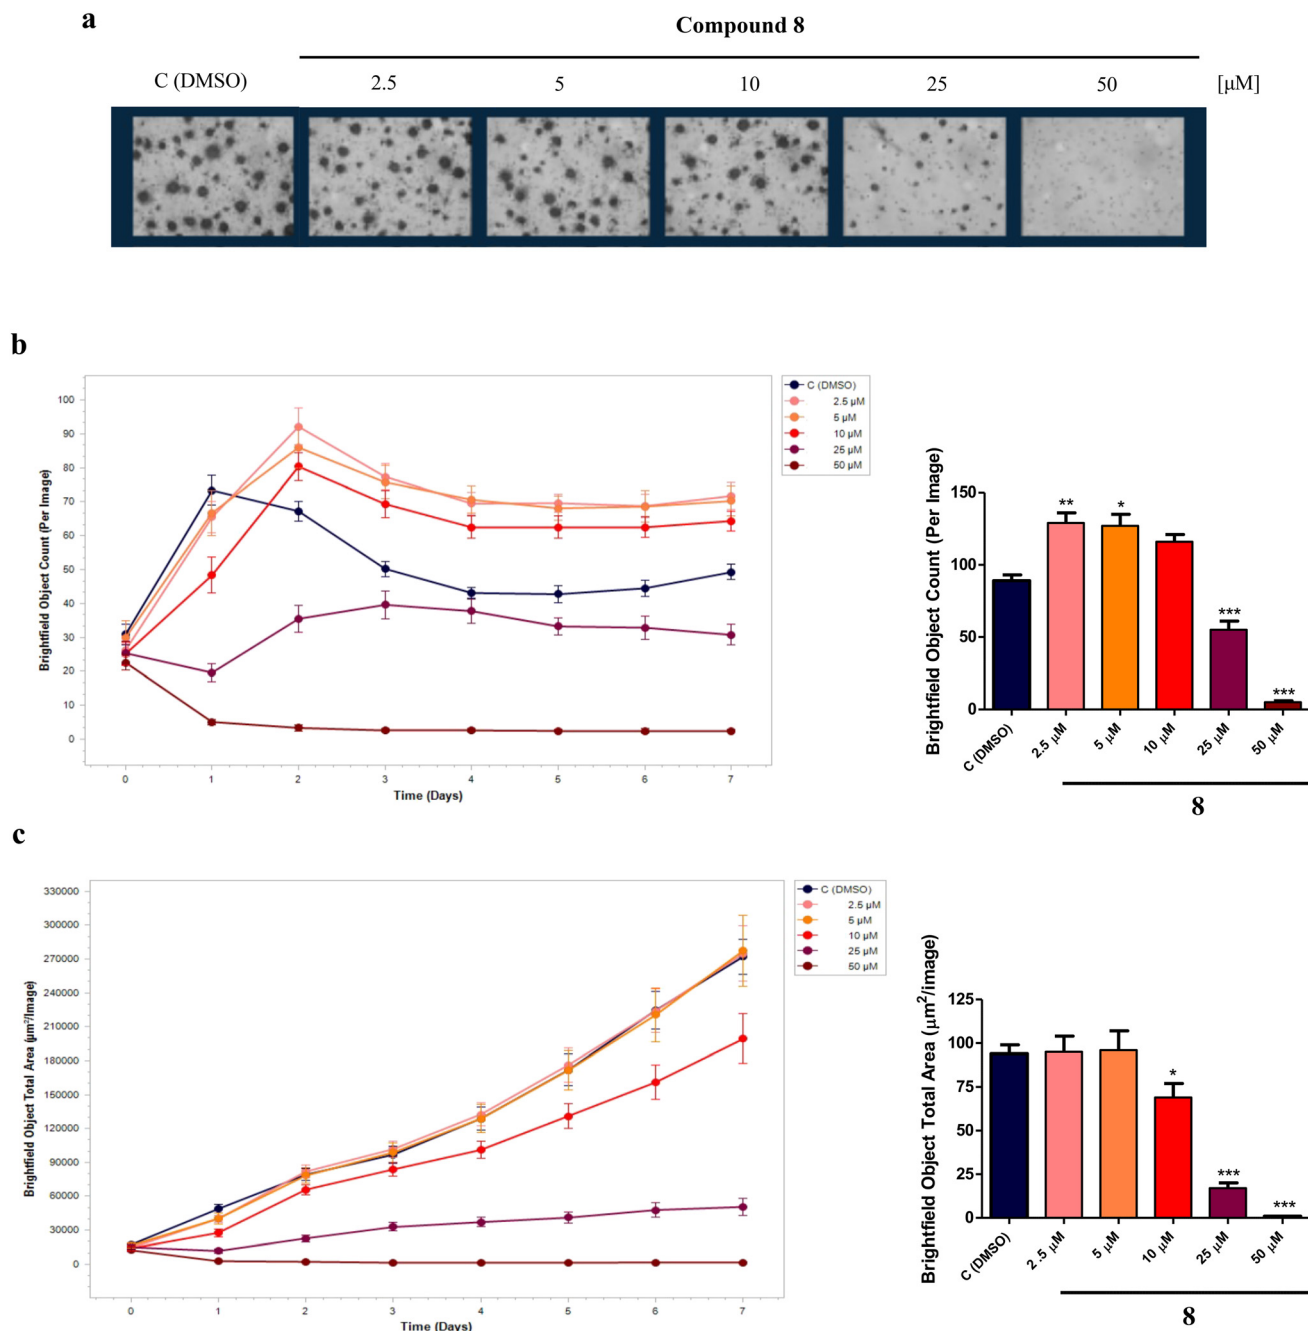 a
Compound 8
C (DMSO) 2.5 5 10 25 50 [μM]
b
Brightfield Object Count (Per Image)
100
90
80
70
60
50
40
30
20
10
0
0 1 2 3 4 5 6 7
Time (Days)
C (DMSO)
2.5 μM
5 μM
10 μM
25 μM
50 μM
Brightfield Object Count (Per Image)
150
100
50
0
** * *** ***
C (DMSO) 2.5 μM 5 μM 10 μM 25 μM 50 μM
8
c
Brightfield Object Total Area (μm²/Image)
330000
300000
270000
240000
210000
180000
150000
120000
90000
60000
30000
0
0 1 2 3 4 5 6 7
Time (Days)
C (DMSO)
2.5 μM
5 μM
10 μM
25 μM
50 μM
Brightfield Object Total Area (μm²/image)
125
100
75
50
25
0
* *** ***
C (DMSO) 2 .5 μM 5 μM 10 μM 25 μM 50 μM
8